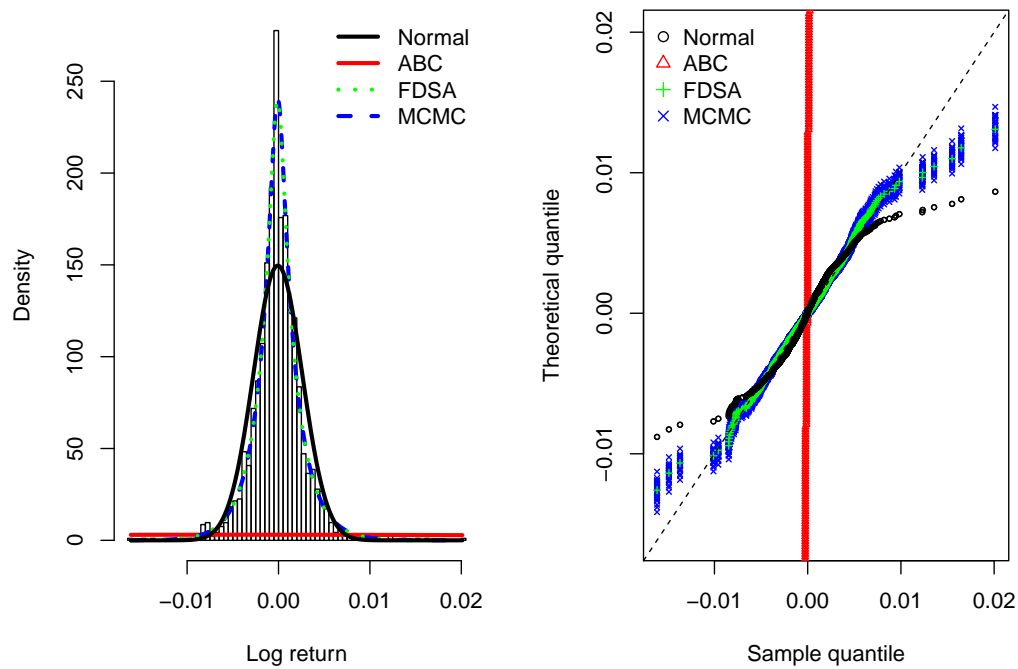 Normal
ABC
FDSA
MCMC
250
200
150
100
50
0
Density
−0.01 0.00 0.01 0.02
Log return
Normal
ABC
FDSA
MCMC
0.02
0.01
0.00
−0.01
Theoretical quantile
−0.01 0.00 0.01 0.02
Sample quantile